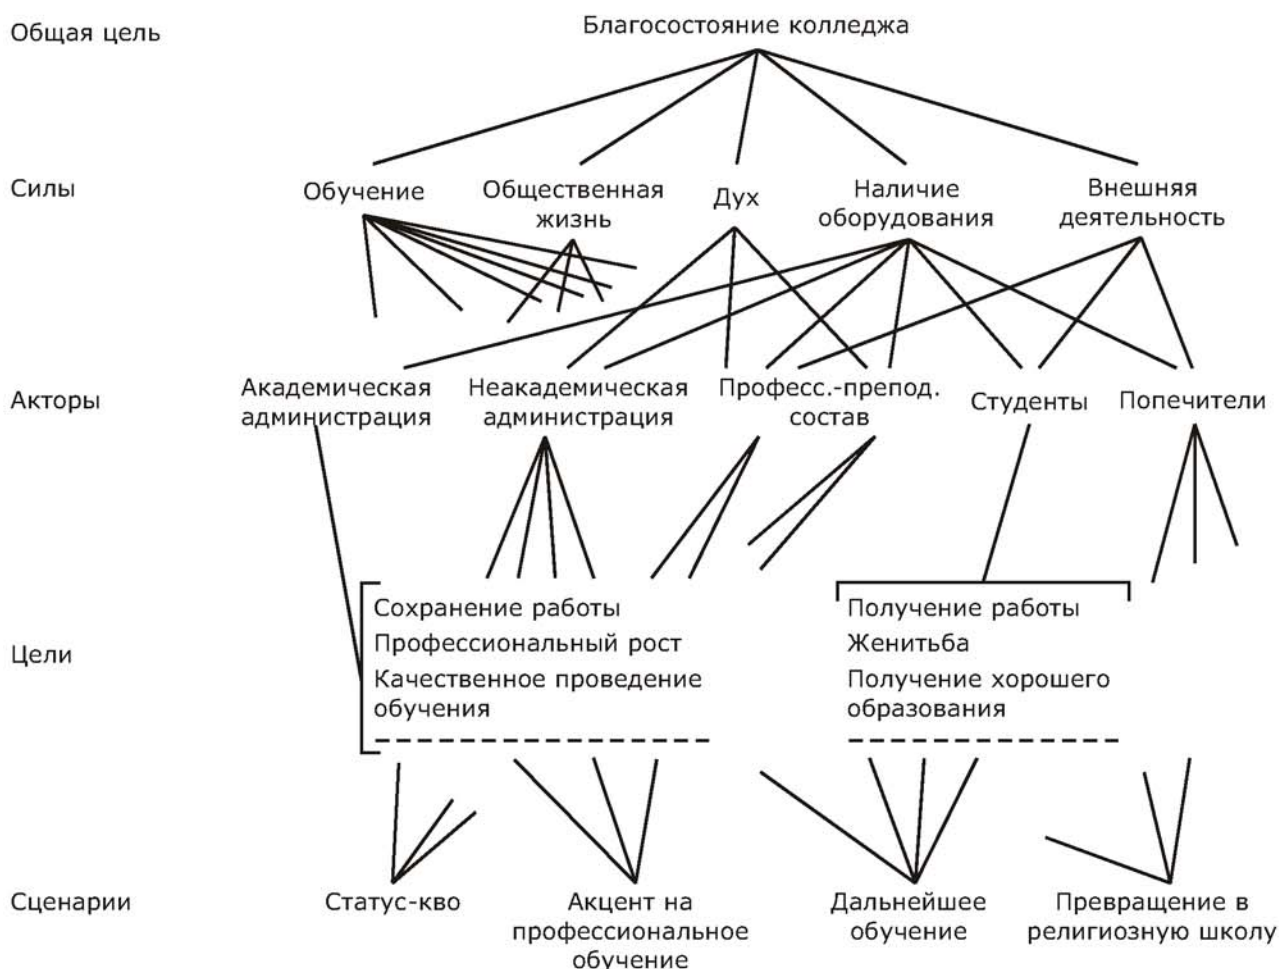 Общая цель
Благосостояние колледжа
Силы
Обучение
Общественная
жизнь
Дух
Наличие
оборудования
Внешняя
деятельность
Акторы
Академическая
администрация
Неакадемическая
администрация
Професс.-препод.
состав
Студенты
Попечители
Цели
Сохранение работы
Профессиональный рост
Качественное проведение
обучения
Получение работы
Женитьба
Получение хорошего
образования
Сценарии
Статус-кво
Акцент на
профессиональное
обучение
Дальнейшее
обучение
Превращение в
религиозную школу